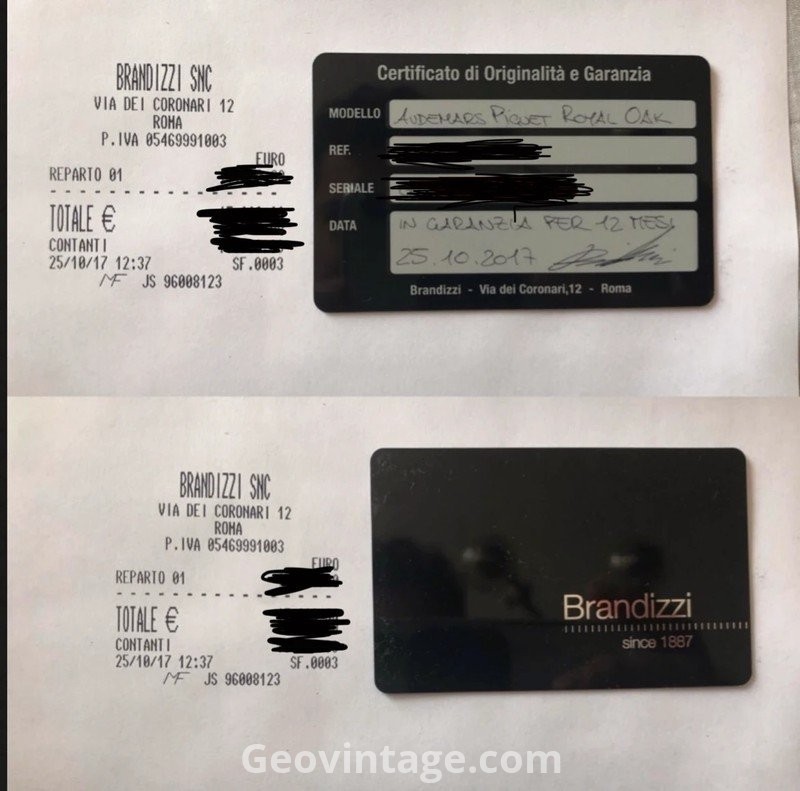 BRANDIZZI SNC
VIA DEI CORONARI 12
ROMA
P.IVA 05469991003
EURO
REPARTO 01
TOTALE €
CONTANTI
25/10/17 12:37 SF.0003
MF JS 96008123
Certificato di Originalità e Garanzia
MODELLO AUDEMARS PIGUET ROYAL OAK
REF.
SERIALE
DATA IN GARANZIA PER 12 MESI
25.10.2017
Brandizzi - Via dei Coronari,12 - Roma
BRANDIZZI SNC
VIA DEI CORONARI 12
ROMA
P.IVA 05469991003
EURO
REPARTO 01
TOTALE €
CONTANTI
25/10/17 12:37 SF.0003
MF JS 96008123
Brandizzi
since 1887
Geovintage.com